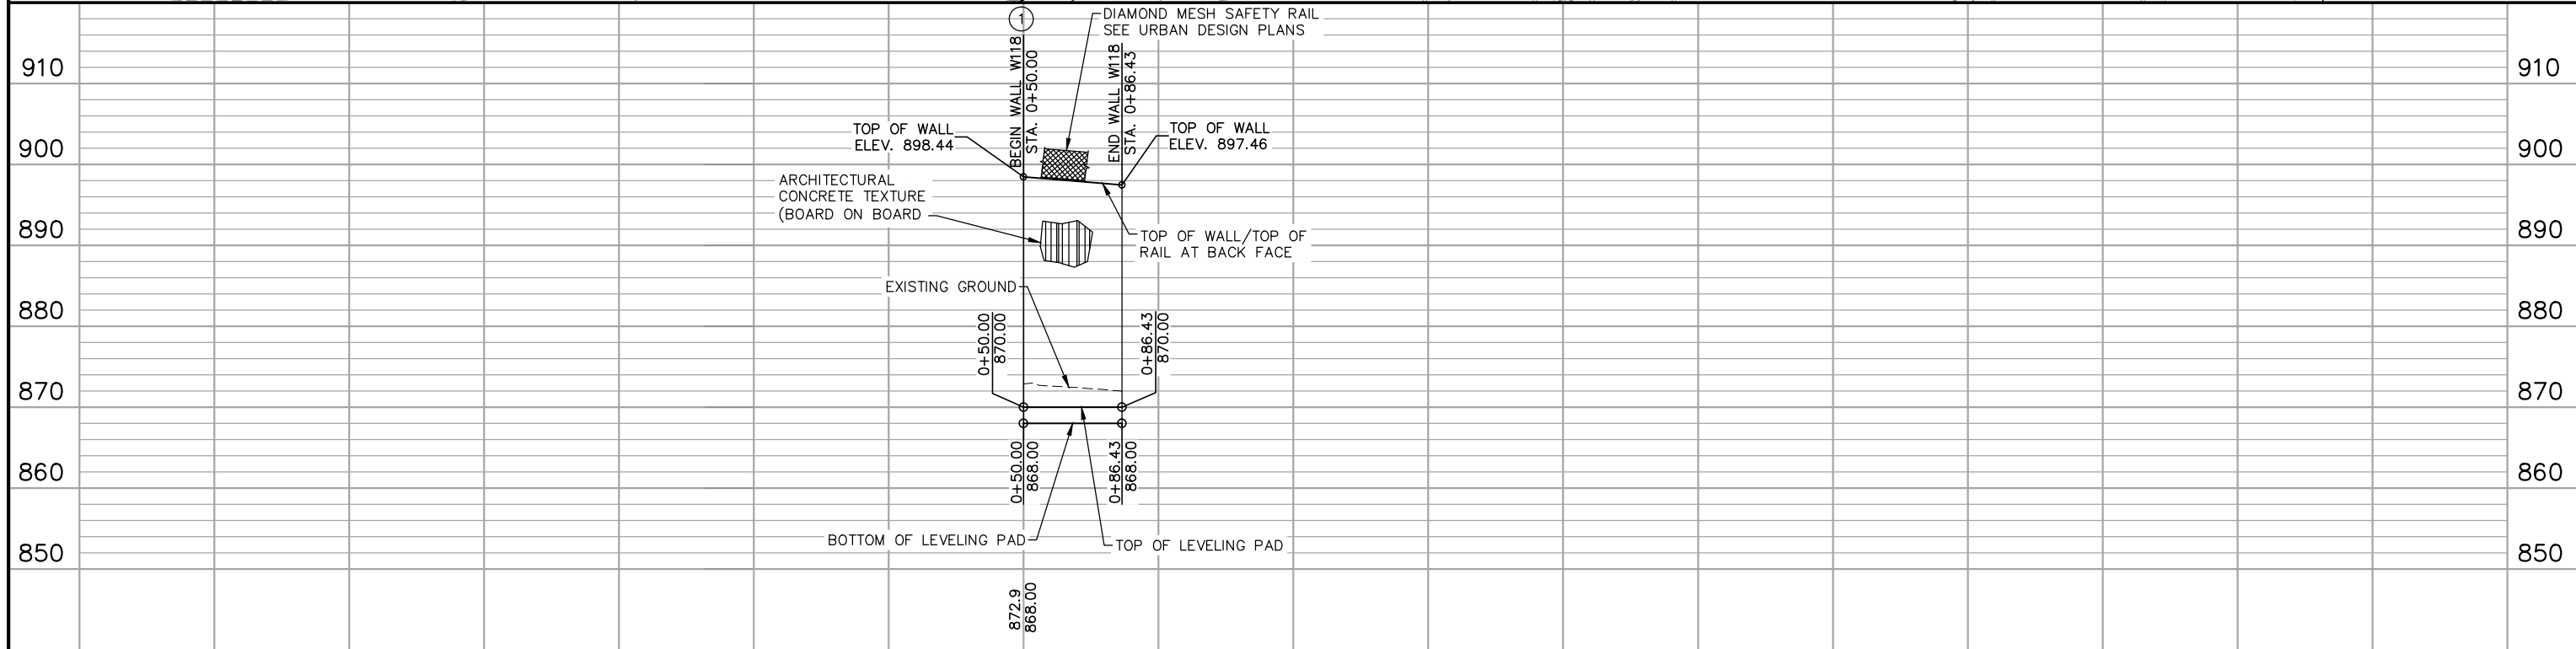 1
DIAMOND MESH SAFETY RAIL
SEE URBAN DESIGN PLANS
BEGIN WALL W118
STA. 0+50.00
END WALL W118
STA. 0+86.43
910
910
TOP OF WALL
ELEV. 898.44
TOP OF WALL
ELEV. 897.46
900
900
ARCHITECTURAL
CONCRETE TEXTURE
(BOARD ON BOARD
890
890
TOP OF WALL/TOP OF
RAIL AT BACK FACE
EXISTING GROUND
880
880
0+50.00
870.00
0+86.43
870.00
870
870
0+50.00
868.00
0+86.43
868.00
860
860
BOTTOM OF LEVELING PAD
TOP OF LEVELING PAD
850
850
872.9
868.00